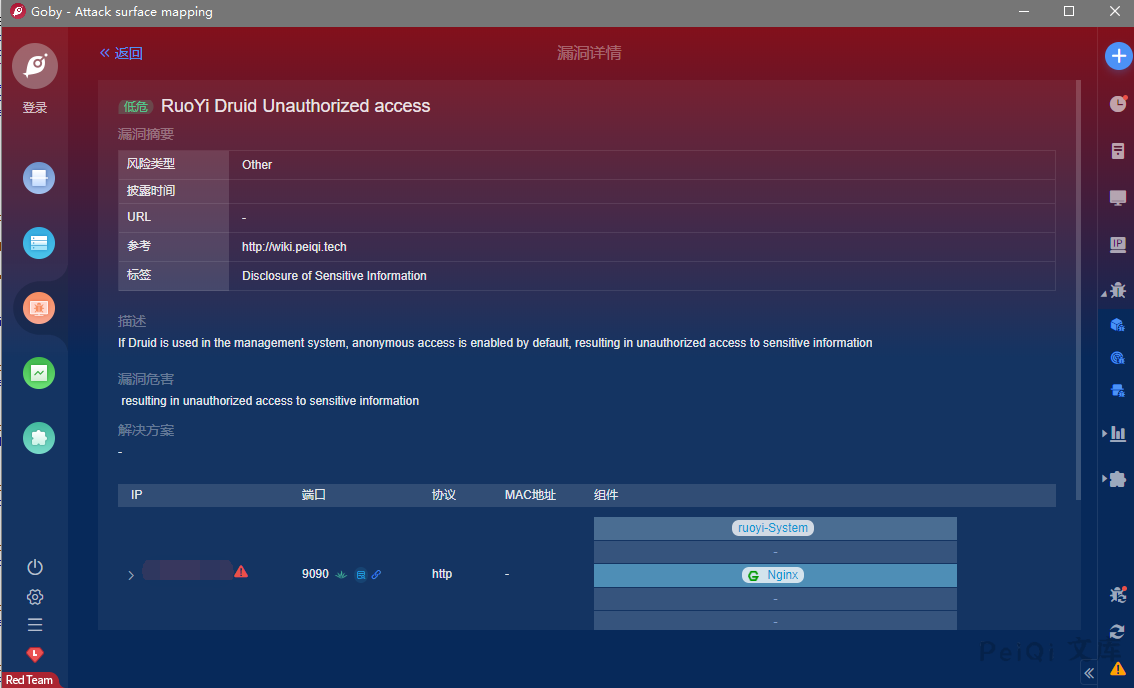 Goby - Attack surface mapping
返回
漏洞详情
登录
低危 RuoYi Druid Unauthorized access
漏洞摘要
风险类型 Other
披露时间
URL -
参考 http://wiki.peiqi.tech
标签 Disclosure of Sensitive Information
描述
If Druid is used in the management system, anonymous access is enabled by default, resulting in unauthorized access to sensitive information
漏洞危害
resulting in unauthorized access to sensitive information
解决方案
-
IP 端口 协议 MAC地址 组件
ruoyi-System
-
9090 http - Nginx
-
-
IP
PeiQi 文库
Red Team